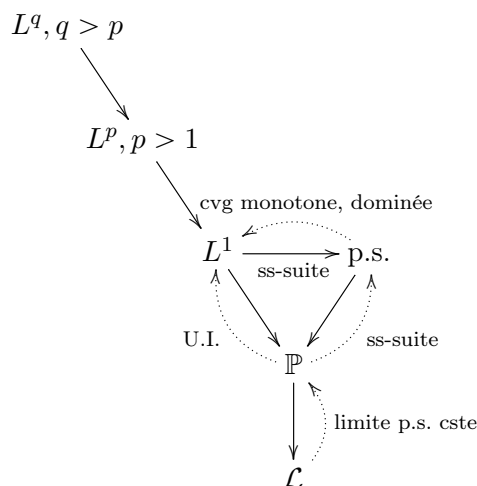 L^q, q > p
L^p, p > 1
cvg monotone, dominée
L^1
p.s.
ss-suite
U.I.
ss-suite
ℙ
limite p.s. cste
ℒ